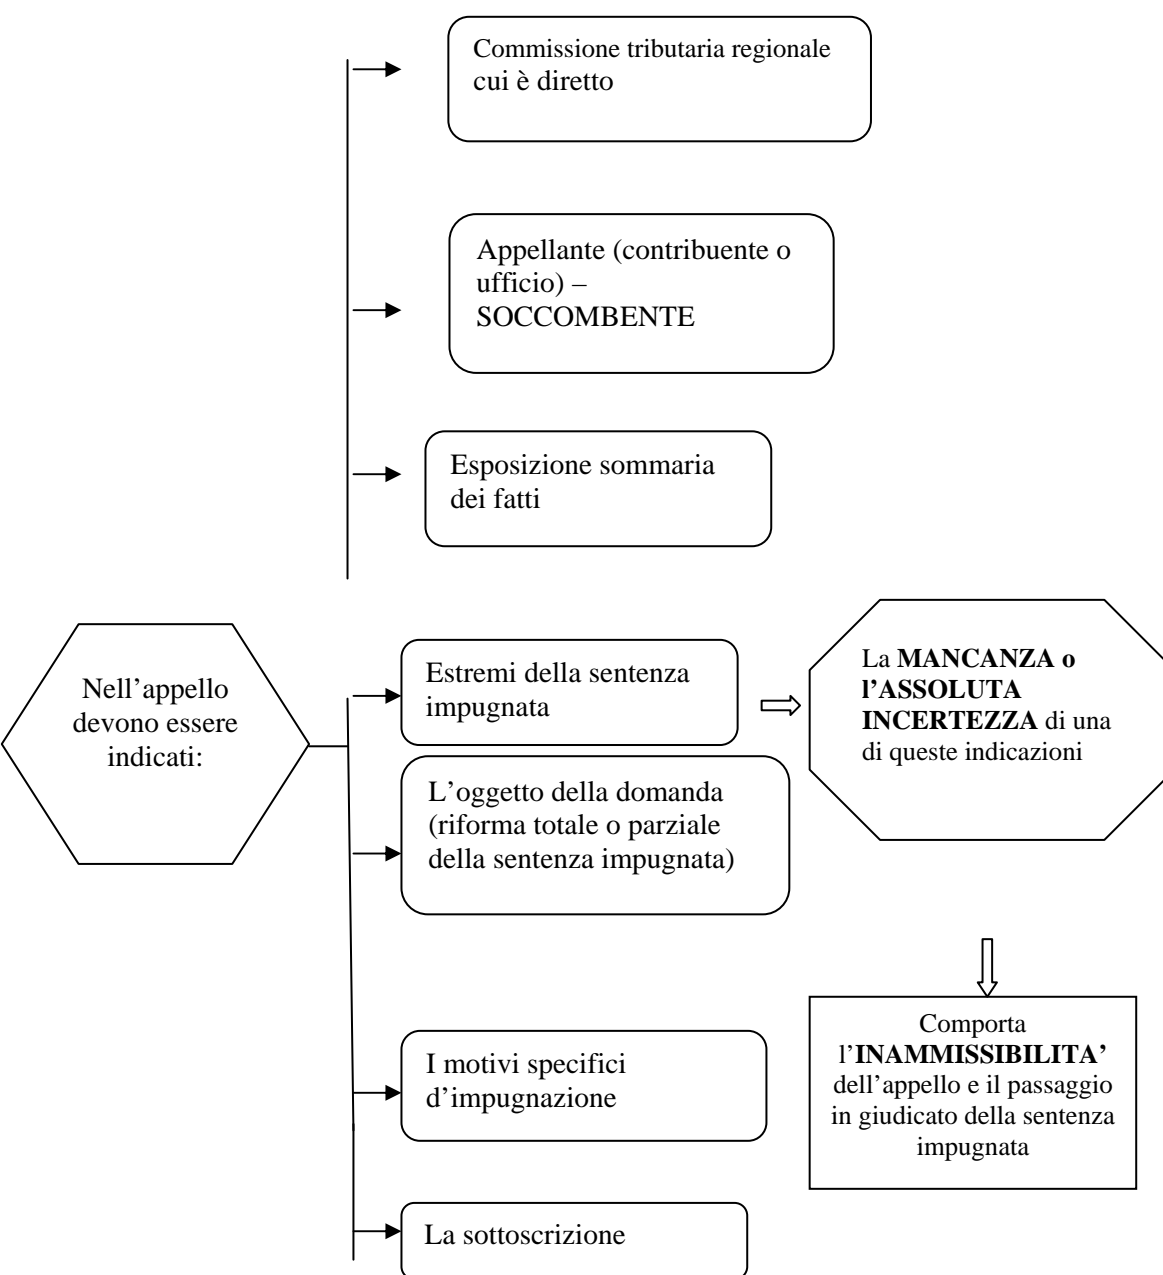 Commissione tributaria regionale
cui è diretto
Appellante (contribuente o
ufficio) –
SOCCOMBENTE
Esposizione sommaria
dei fatti
Nell’appello
devono essere
indicati:
Estremi della sentenza
impugnata
La MANCANZA o
l’ASSOLUTA
INCERTEZZA di una
di queste indicazioni
L’oggetto della domanda
(riforma totale o parziale
della sentenza impugnata)
I motivi specifici
d’impugnazione
Comporta
l’INAMMISSIBILITA’
dell’appello e il passaggio
in giudicato della sentenza
impugnata
La sottoscrizione